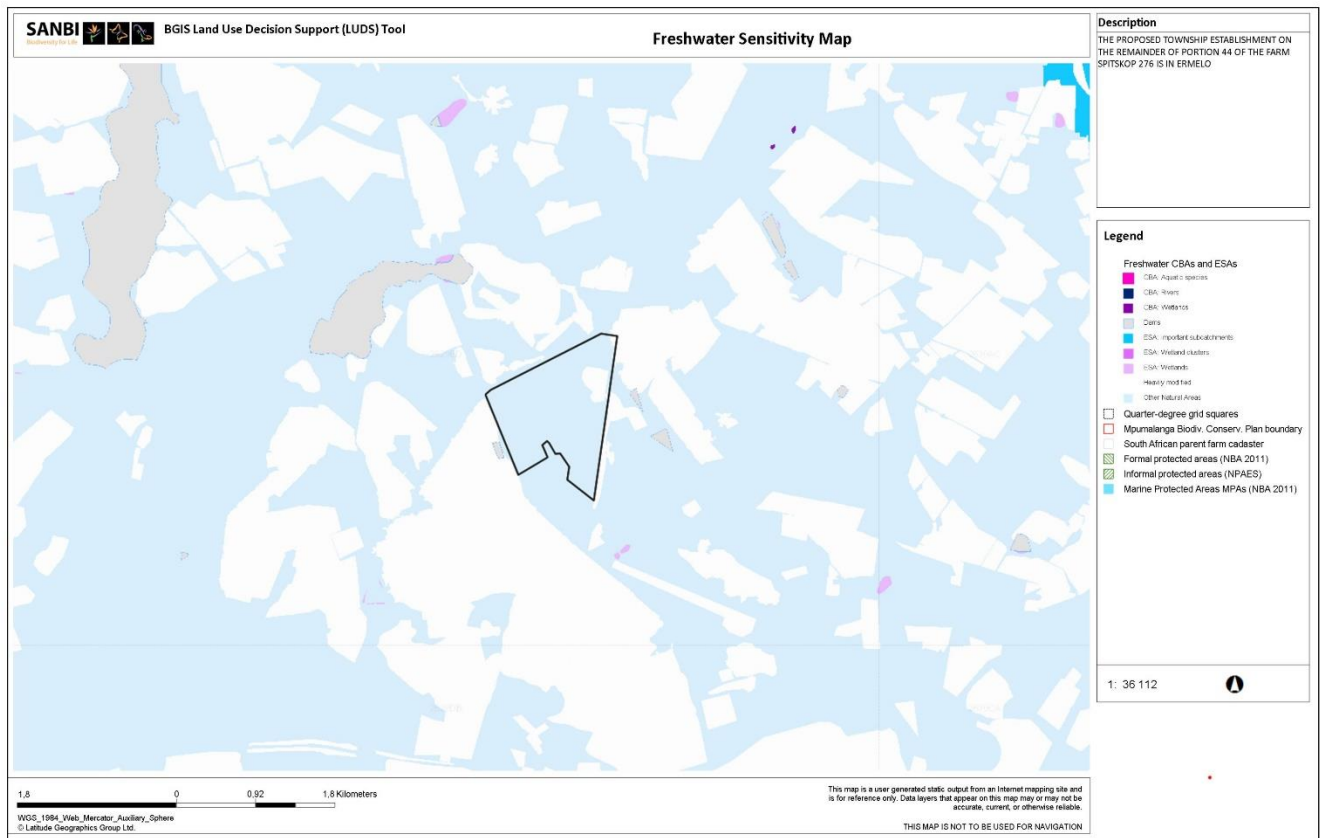 SANBI
Biodiversity for Life
BGIS Land Use Decision Support (LUDS) Tool
Freshwater Sensitivity Map
Description
THE PROPOSED TOWNSHIP ESTABLISHMENT ON
THE REMAINDER OF PORTION 44 OF THE FARM
SPITSKOP 276 IS IN ERMELO
Legend
Freshwater CBAs and ESAs
CBA: Aquatic species
CBA: Rivers
CBA: Wetlands
Dams
ESA: Important subcatchments
ESA: Wetland clusters
ESA: Wetlands
Heavily modified
Other Natural Areas
Quarter-degree grid squares
Mpumalanga Biodiv. Conserv. Plan boundary
South African parent farm cadaster
Formal protected areas (NBA 2011)
Informal protected areas (NPAES)
Marine Protected Areas MPAs (NBA 2011)
1: 36 112
1,8 0 0,92 1,8 Kilometers
WGS_1984_Web_Mercator_Auxiliary_Sphere
© Latitude Geographics Group Ltd.
This map is a user generated static output from an Internet mapping site and
is for reference only. Data layers that appear on this map may or may not be
accurate, current, or otherwise reliable.
THIS MAP IS NOT TO BE USED FOR NAVIGATION